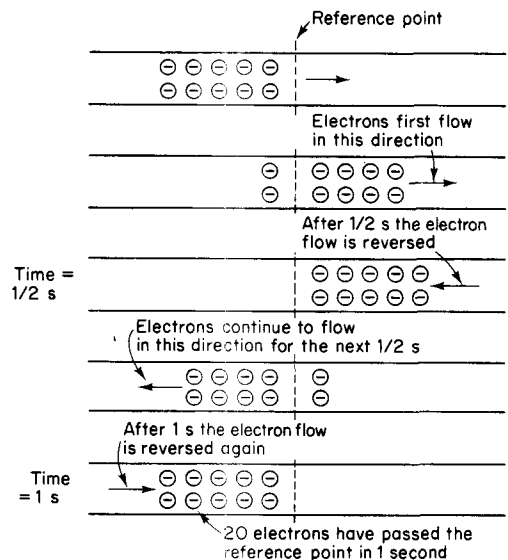 Reference point
Electrons first flow
in this direction
After 1/2 s the electron
flow is reversed
Time =
1/2 s
Electrons continue to flow
in this direction for the next 1/2 s
After 1 s the electron flow
is reversed again
Time
= 1 s
20 electrons have passed the
reference point in 1 second